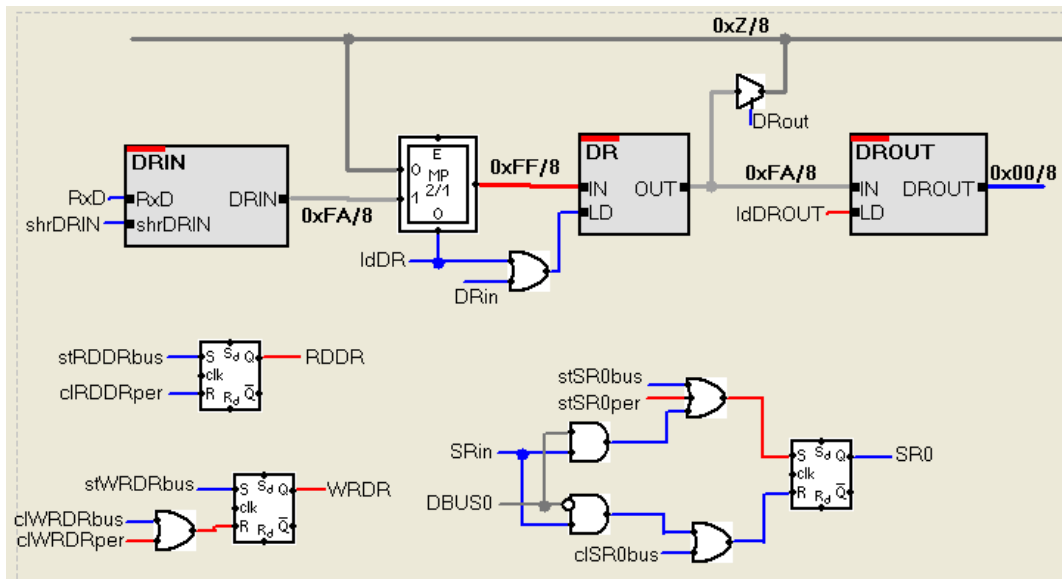 0xZ/8
DRout
DRIN
RxD RxD DRIN
shrDRIN shrDRIN
0xFA/8
E
0 MP
1 2/1
0
0xFF/8
ldDR
DRin
DR
IN OUT
LD
0xFA/8
DROUT
IN DROUT
ldDROUT LD
0x00/8
stRDDRbus S Sd Q RDDR
clk
clRDDRper R Rd Q̅
stWRDRbus S Sd Q WRDR
clk
clWRDRbus R Rd Q̅
clWRDRper
stSR0bus
stSR0per
SRin
DBUS0
clSR0bus
S Sd Q SR0
clk
R Rd Q̅